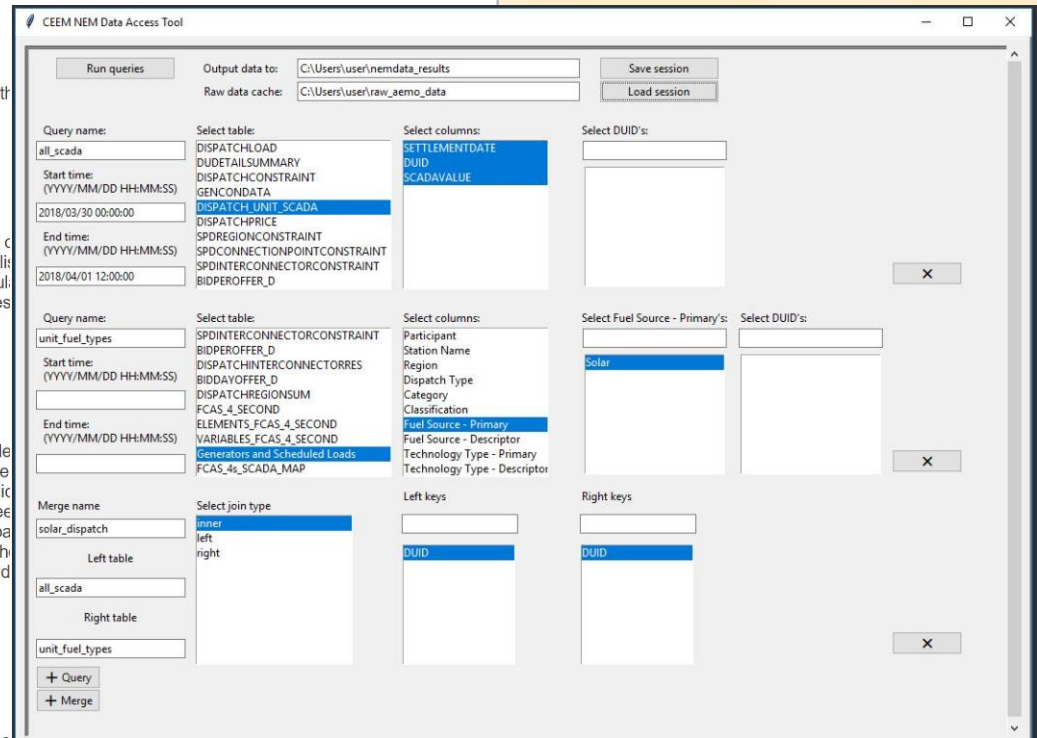 CEEM NEM Data Access Tool
Run queries
Output data to:
C:\Users\user\nemdata_results
Save session
Raw data cache:
C:\Users\user\raw_aemo_data
Load session
Query name:
all_scada
Start time:
(YYYY/MM/DD HH:MM:SS)
2018/03/30 00:00:00
End time:
(YYYY/MM/DD HH:MM:SS)
2018/04/01 12:00:00
Select table:
DISPATCHLOAD
DUDETAILSUMMARY
DISPATCHCONSTRAINT
GENCONDATA
DISPATCH_UNIT_SCADA
DISPATCHPRICE
SPDREGIONCONSTRAINT
SPDCONNECTIONPOINTCONSTRAINT
SPDINTERCONNECTORCONSTRAINT
BIDPEROFFER_D
Select columns:
SETTLEMENTDATE
DUID
SCADAVALUE
Select DUID's:
X
Query name:
unit_fuel_types
Start time:
(YYYY/MM/DD HH:MM:SS)
End time:
(YYYY/MM/DD HH:MM:SS)
Select table:
SPDINTERCONNECTORCONSTRAINT
BIDPEROFFER_D
DISPATCHINTERCONNECTORRES
BIDDAYOFFER_D
DISPATCHREGIONSUM
FCAS_4_SECOND
ELEMENTS_FCAS_4_SECOND
VARIABLES_FCAS_4_SECOND
Generators and Scheduled Loads
FCAS_4s_SCADA_MAP
Select columns:
Participant
Station Name
Region
Dispatch Type
Category
Classification
Fuel Source - Primary
Fuel Source - Descriptor
Technology Type - Primary
Technology Type - Descriptor
Select Fuel Source - Primary's:
Solar
Select DUID's:
X
Merge name
solar_dispatch
Left table
all_scada
Right table
unit_fuel_types
Select join type
inner
left
right
Left keys
DUID
Right keys
DUID
X
+ Query
+ Merge